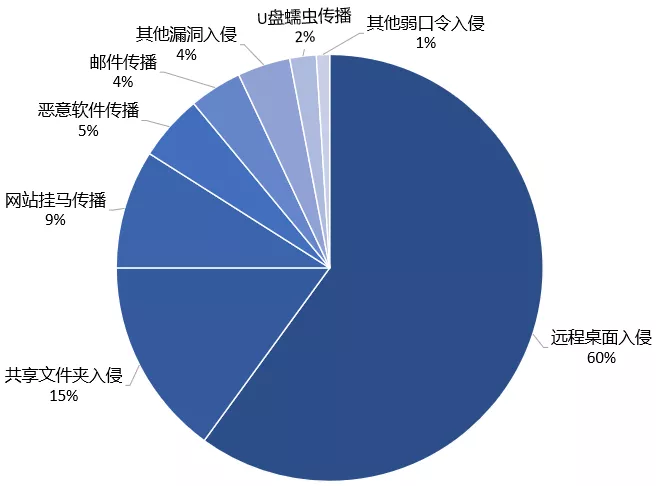 U盘蠕虫传播
2%
其他弱口令入侵
1%
其他漏洞入侵
4%
邮件传播
4%
恶意软件传播
5%
网站挂马传播
9%
共享文件夹入侵
15%
远程桌面入侵
60%